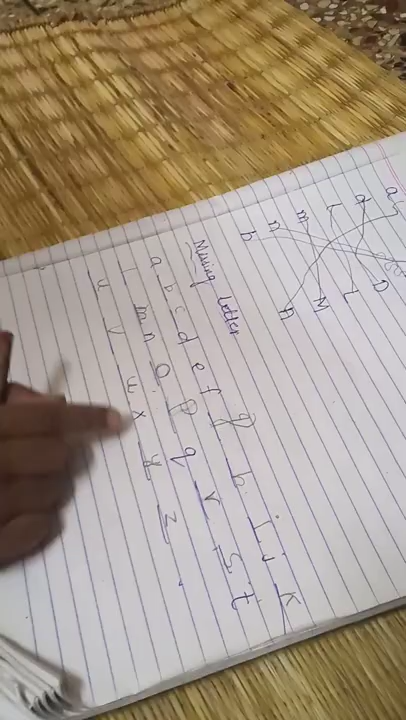 a
d
L
m
n
b
D
L
M
n
Missing letter
a b c d e f g h i j k
l m n o p q r s t
u v w x y z